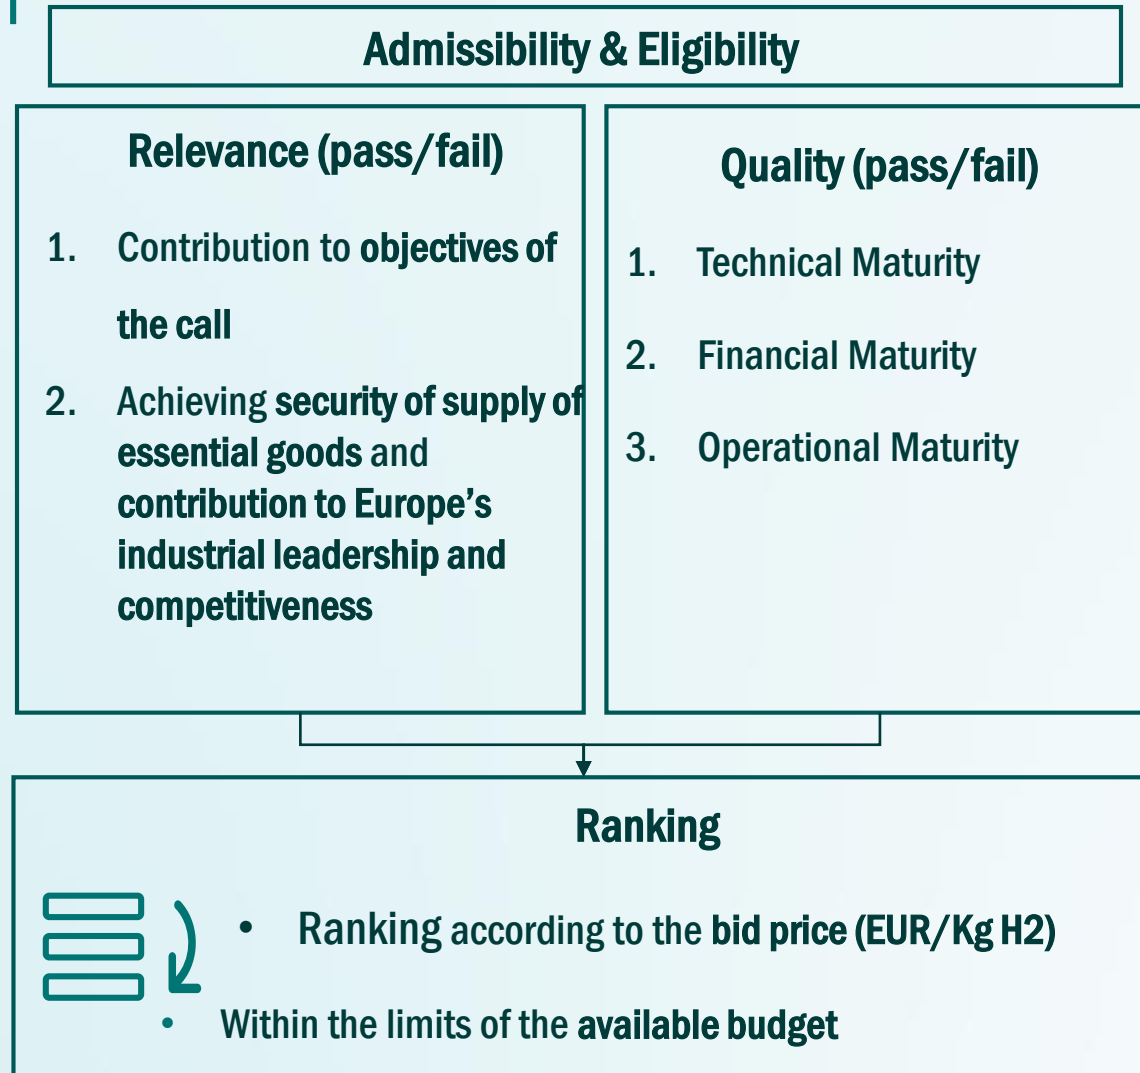 Admissibility & Eligibility
Relevance (pass/fail)
1. Contribution to objectives of
the call
2. Achieving security of supply of
essential goods and
contribution to Europe’s
industrial leadership and
competitiveness
Quality (pass/fail)
1. Technical Maturity
2. Financial Maturity
3. Operational Maturity
Ranking
• Ranking according to the bid price (EUR/Kg H2)
• Within the limits of the available budget